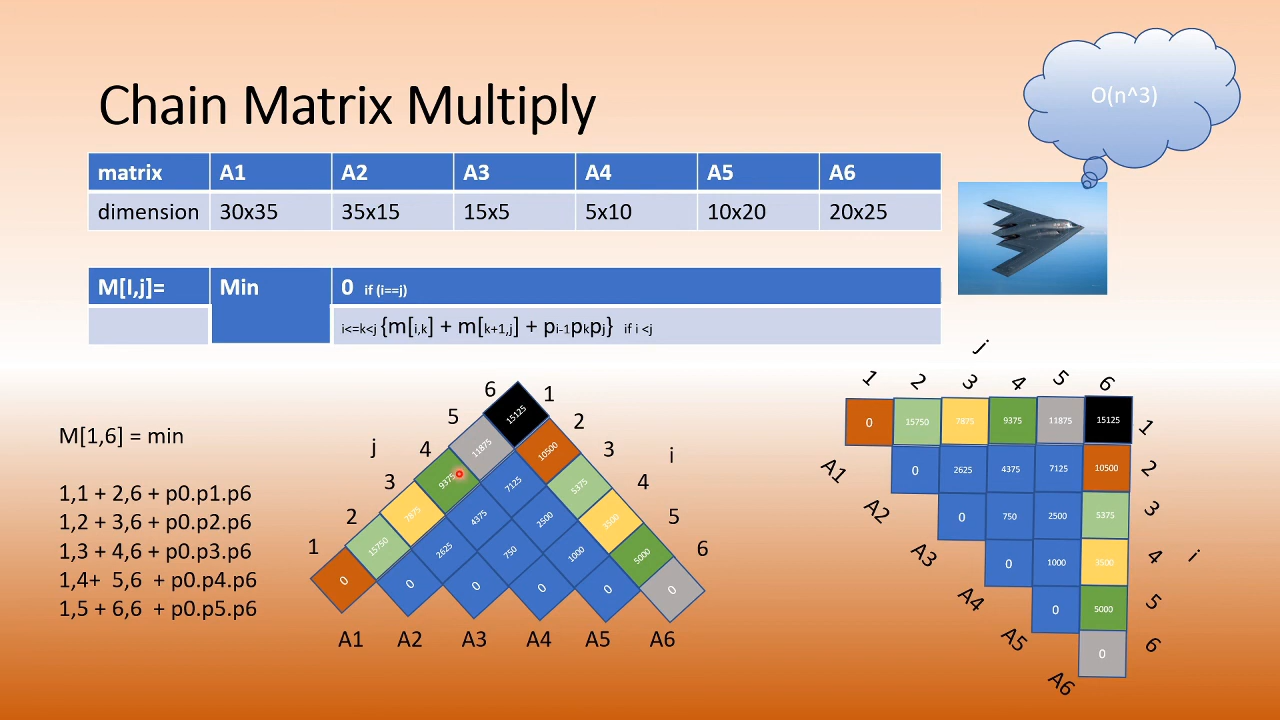 O(n^3)
Chain Matrix Multiply
matrix A1 A2 A3 A4 A5 A6
dimension 30x35 35x15 15x5 5x10 10x20 20x25
M[I,j]= Min 0 if (i==j)
i<=k<j {m[i,k] + m[k+1,j] + pi-1pkpj} if i <j
M[1,6] = min
1,1 + 2,6 + p0.p1.p6
1,2 + 3,6 + p0.p2.p6
1,3 + 4,6 + p0.p3.p6
1,4+ 5,6 + p0.p4.p6
1,5 + 6,6 + p0.p5.p6
6 15125 1
5 11875 10500 2
j 4 9375 7125 5375 3 i
3 7875 4375 2500 3500 4
2 15750 2625 750 1000 5000 5
1 0 0 0 0 0 0 6
A1 A2 A3 A4 A5 A6
j
1 2 3 4 5 6
0 15750 7875 9375 11875 15125 1
A1 0 2625 4375 7125 10500 2
A2 0 750 2500 5375 3
A3 0 1000 3500 4 i
A4 0 5000 5
A5 0 6
A6